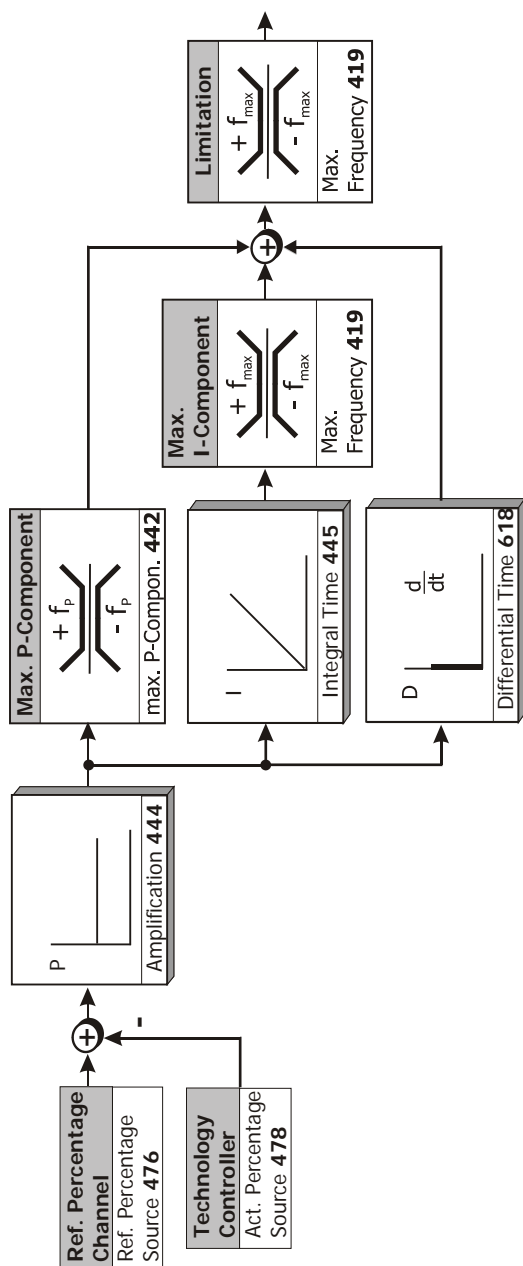 Ref. Percentage
Channel
Ref. Percentage
Source 476
Technology
Controller
Act. Percentage
Source 478
+
-
P
Amplification 444
Max. P-Component
+ fP
- fP
max. P-Compon. 442
I
Integral Time 445
D
d
dt
Differential Time 618
Max.
I-Component
+ fmax
- fmax
Max.
Frequency 419
+
Limitation
+ fmax
- fmax
Max.
Frequency 419